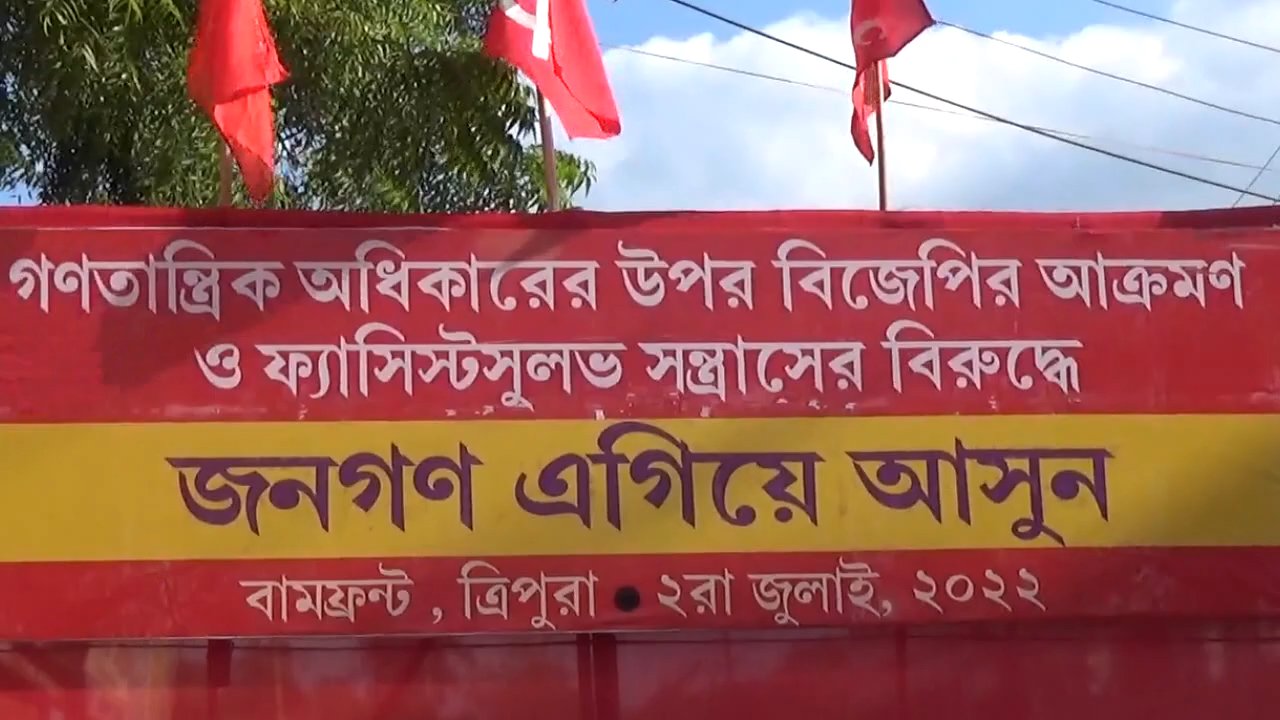 গণতান্ত্রিক অধিকারের উপর বিজেপির আক্রমণ
ও ফ্যাসিস্টসুলভ সন্ত্রাসের বিরুদ্ধে
জনগণ এগিয়ে আসুন
বামফ্রন্ট , ত্রিপুরা ● ২রা জুলাই, ২০২২